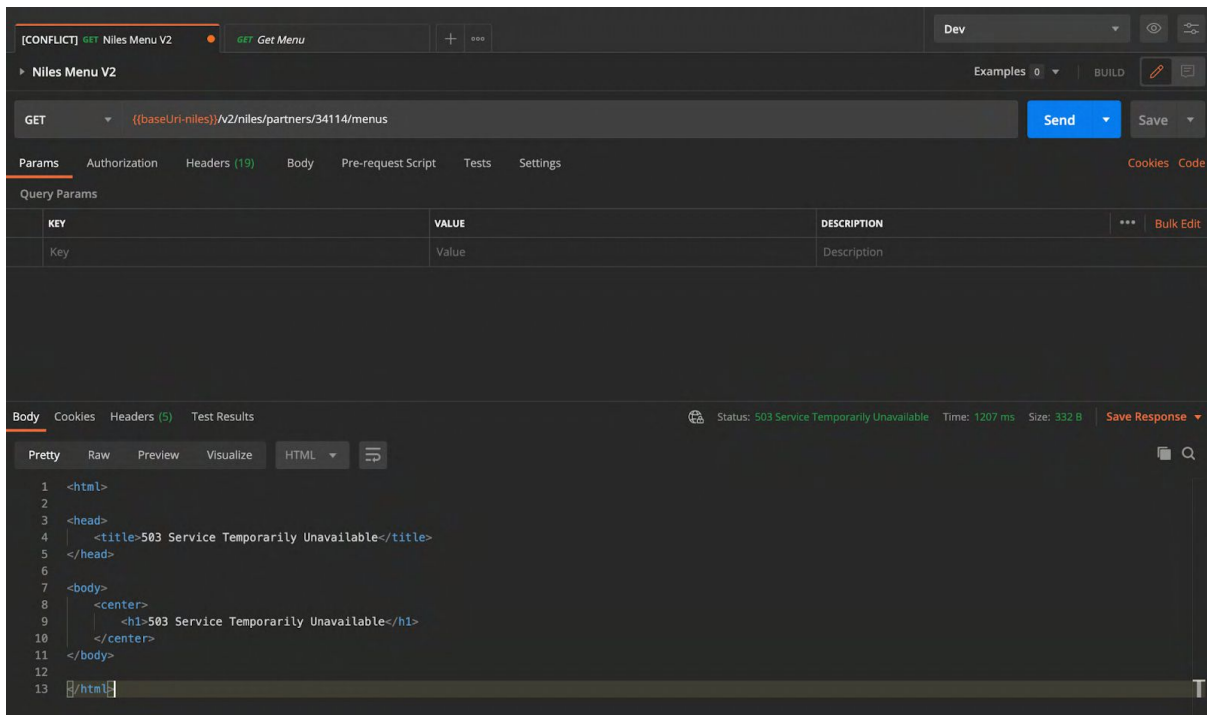 [CONFLICT] GET Niles Menu V2 GET Get Menu Dev
Niles Menu V2 Examples 0 BUILD
GET {{baseUri-niles}}/v2/niles/partners/34114/menus Send Save
Params Authorization Headers (19) Body Pre-request Script Tests Settings Cookies Code
Query Params
KEY VALUE DESCRIPTION Bulk Edit
Key Value Description
Body Cookies Headers (5) Test Results Status: 503 Service Temporarily Unavailable Time: 1207 ms Size: 332 B Save Response
Pretty Raw Preview Visualize HTML
1 <html>
2
3 <head>
4 <title>503 Service Temporarily Unavailable</title>
5 </head>
6
7 <body>
8 <center>
9 <h1>503 Service Temporarily Unavailable</h1>
10 </center>
11 </body>
12
13 </html>
T